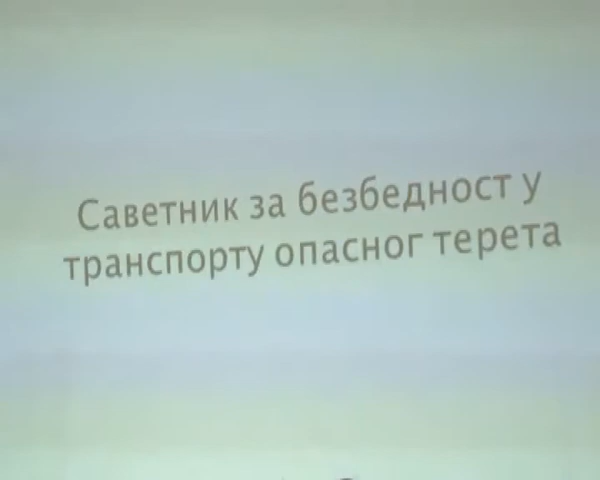 Саветник за безбедност у
транспорту опасног терета